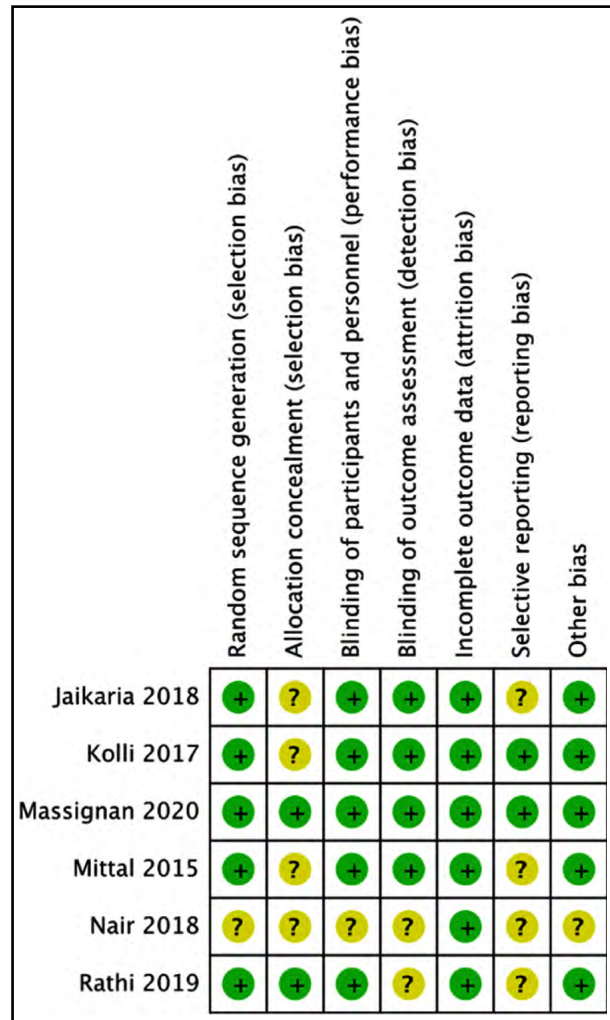 Random sequence generation (selection bias)
Allocation concealment (selection bias)
Blinding of participants and personnel (performance bias)
Blinding of outcome assessment (detection bias)
Incomplete outcome data (attrition bias)
Selective reporting (reporting bias)
Other bias
Jaikaria 2018 + ? + + + ? +
Kolli 2017 + ? + + + + +
Massignan 2020 + + + + + + +
Mittal 2015 + ? + + + ? +
Nair 2018 ? ? ? ? + ? ?
Rathi 2019 + + + ? + ? +